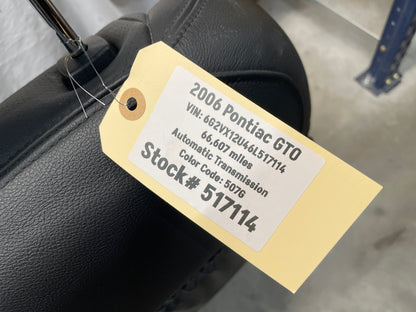 2006 Pontiac GTO
VIN: 6G2VX12U46L517114
66,607 miles
Automatic Transmission
Color Code: 507G
Stock# 517114